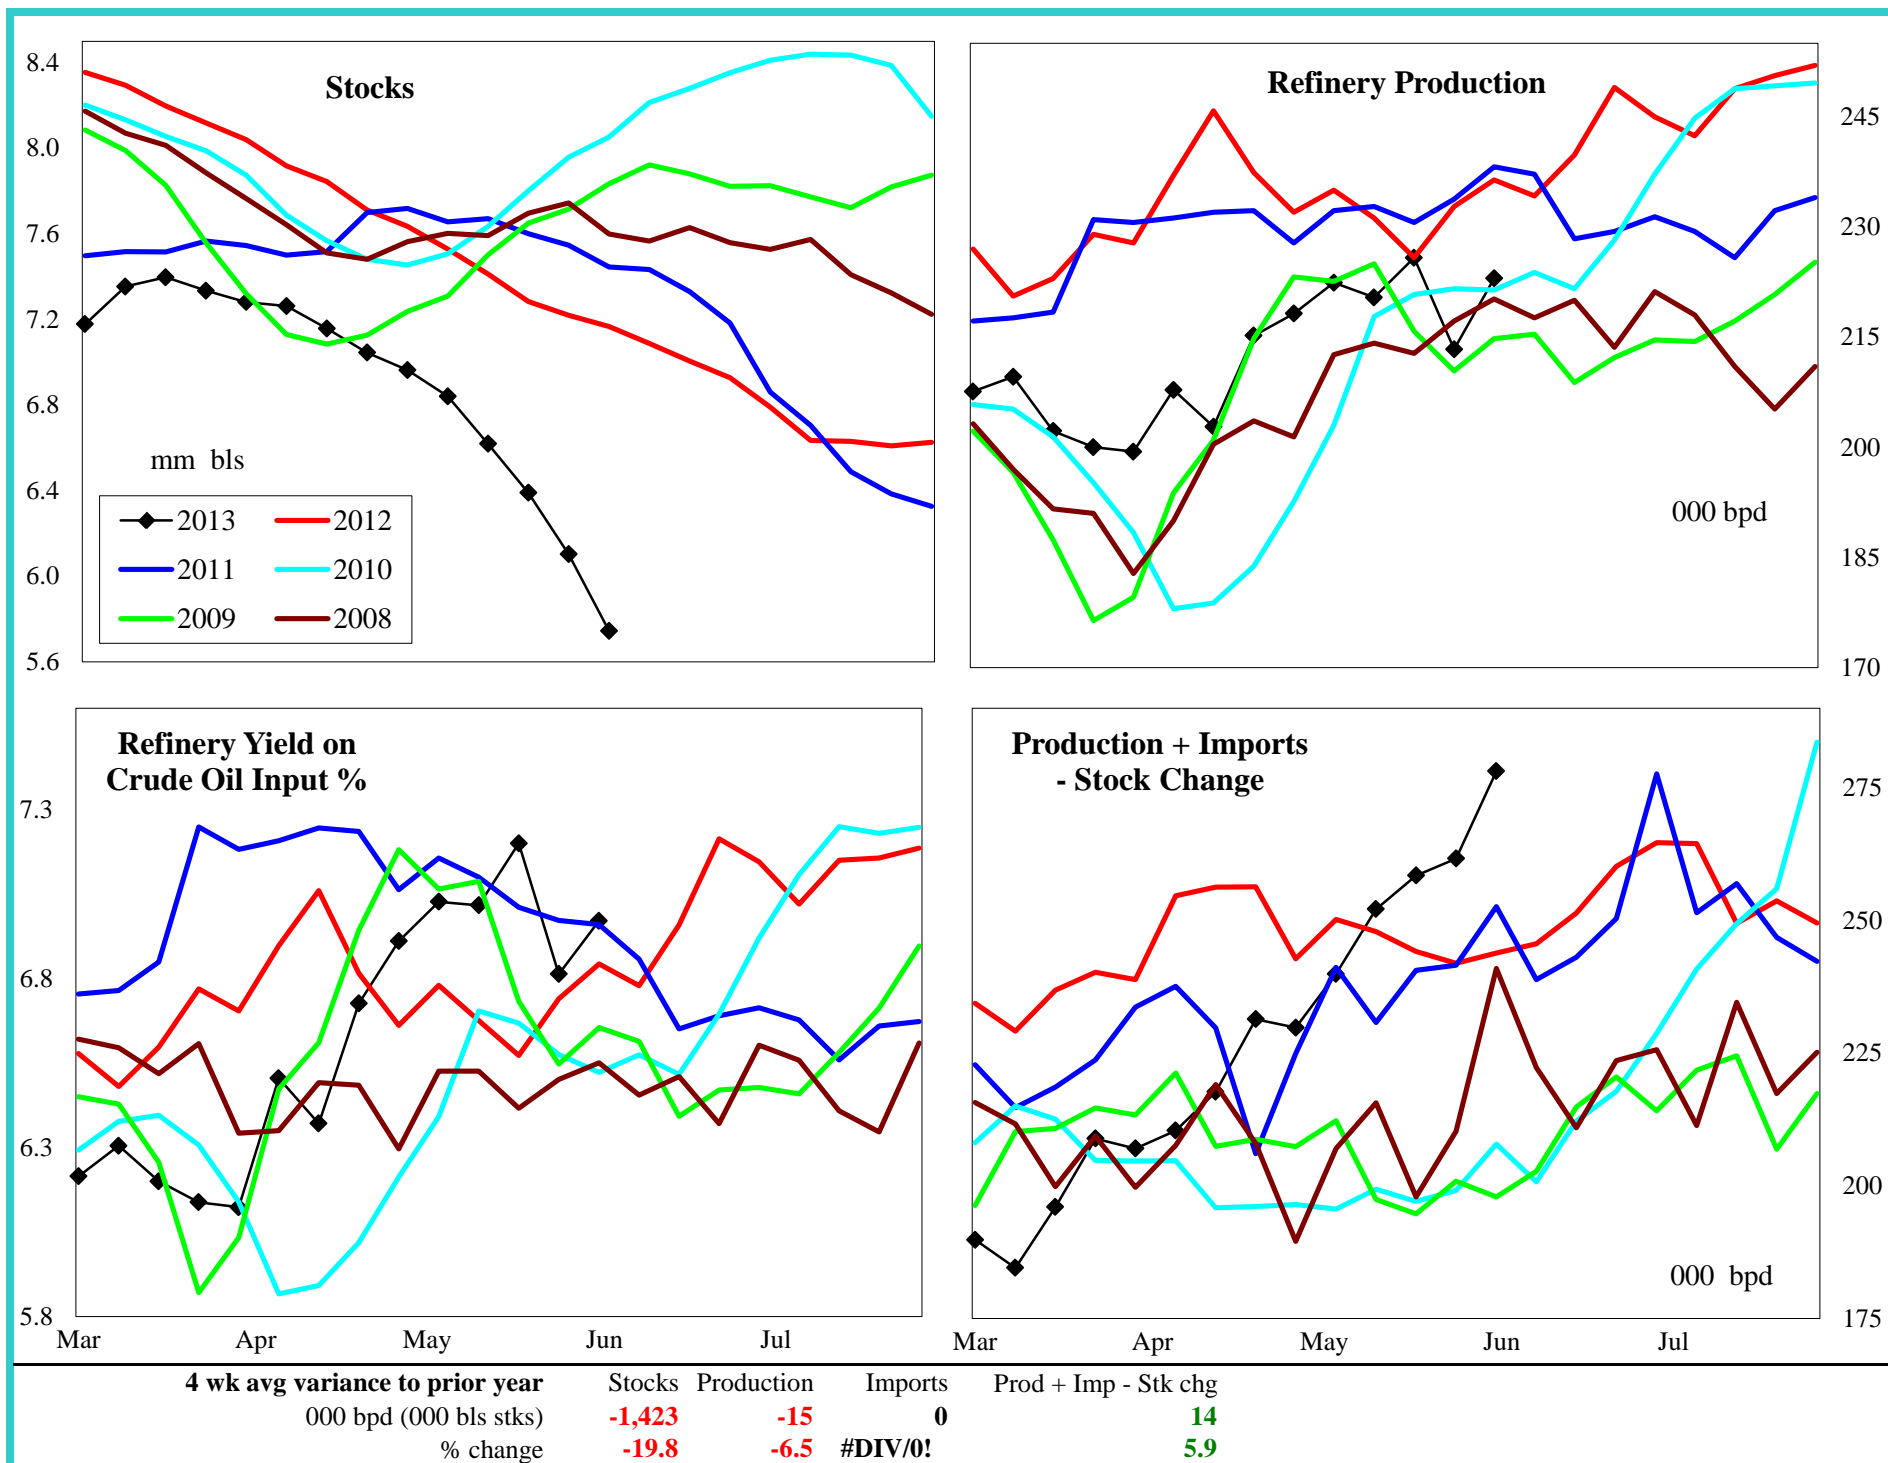 Stocks
8.4
8.0
7.6
7.2
6.8
6.4
6.0
5.6
mm bls
2013 2012
2011 2010
2009 2008
Refinery Production
245
230
215
200
185
170
000 bpd
Refinery Yield on
Crude Oil Input %
7.3
6.8
6.3
5.8
Mar Apr May Jun Jul
Production + Imports
- Stock Change
275
250
225
200
175
000 bpd
Mar Apr May Jun Jul
4 wk avg variance to prior year Stocks Production Imports Prod + Imp - Stk chg
000 bpd (000 bls stks) -1,423 -15 0 14
% change -19.8 -6.5 #DIV/0! 5.9